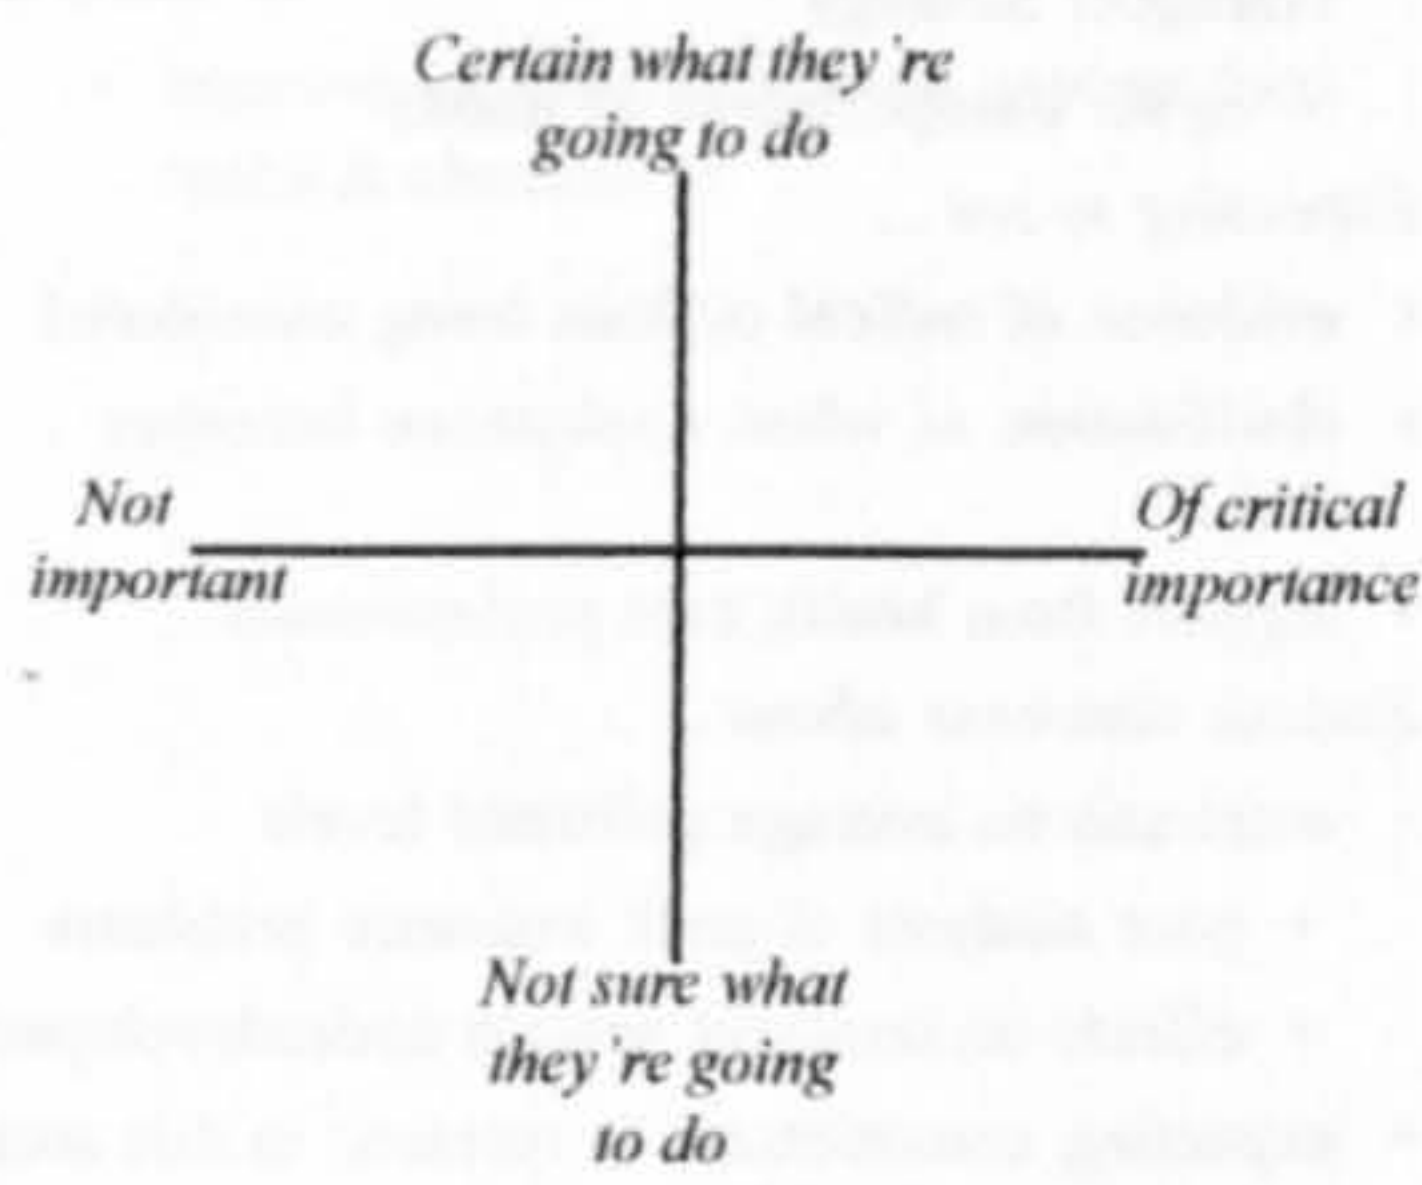 Certain what they're
going to do
Not
important
Of critical
importance
Not sure what
they're going
to do